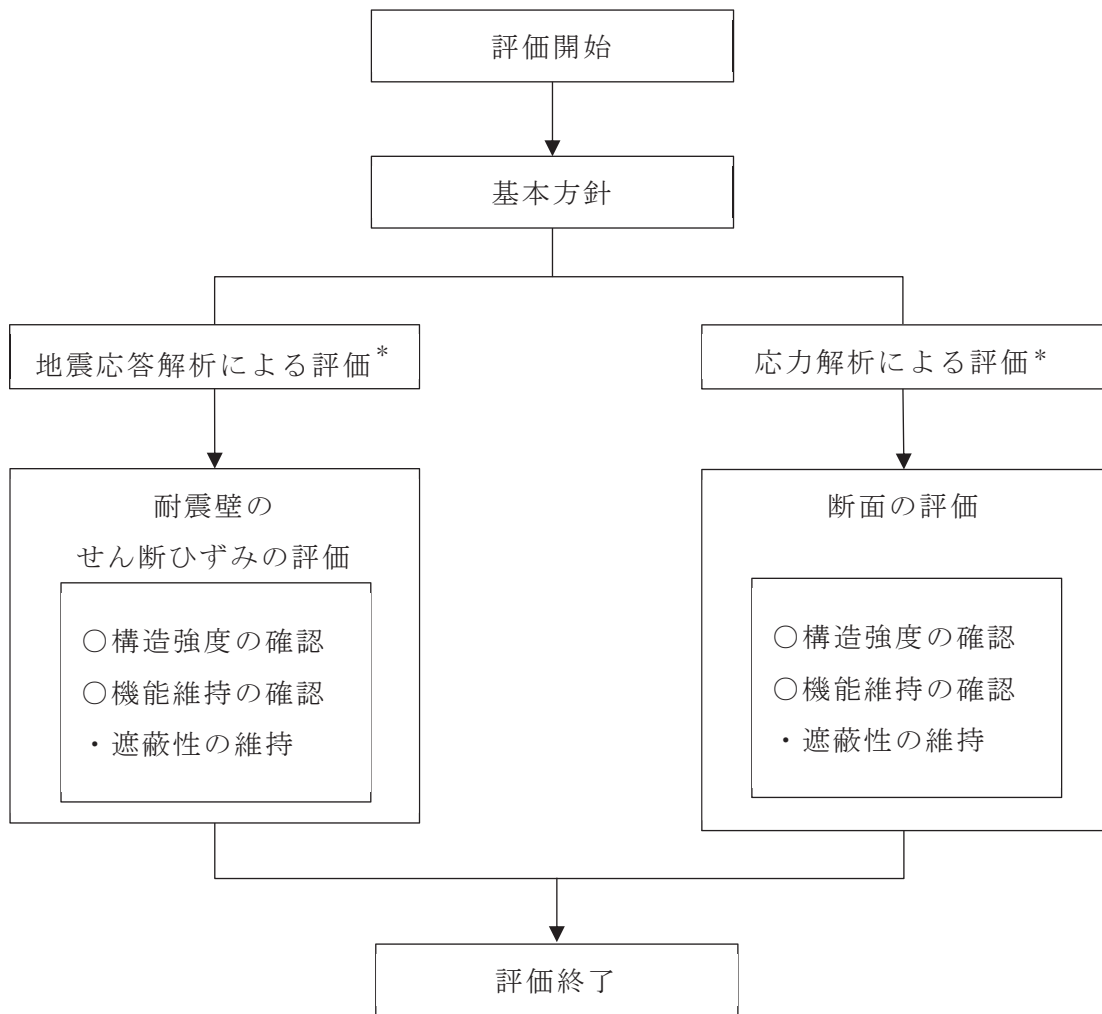 評価開始
基本方針
地震応答解析による評価*
応力解析による評価*
耐震壁の
せん断ひずみの評価
○構造強度の確認
○機能維持の確認
・遮蔽性の維持
断面の評価
○構造強度の確認
○機能維持の確認
・遮蔽性の維持
評価終了